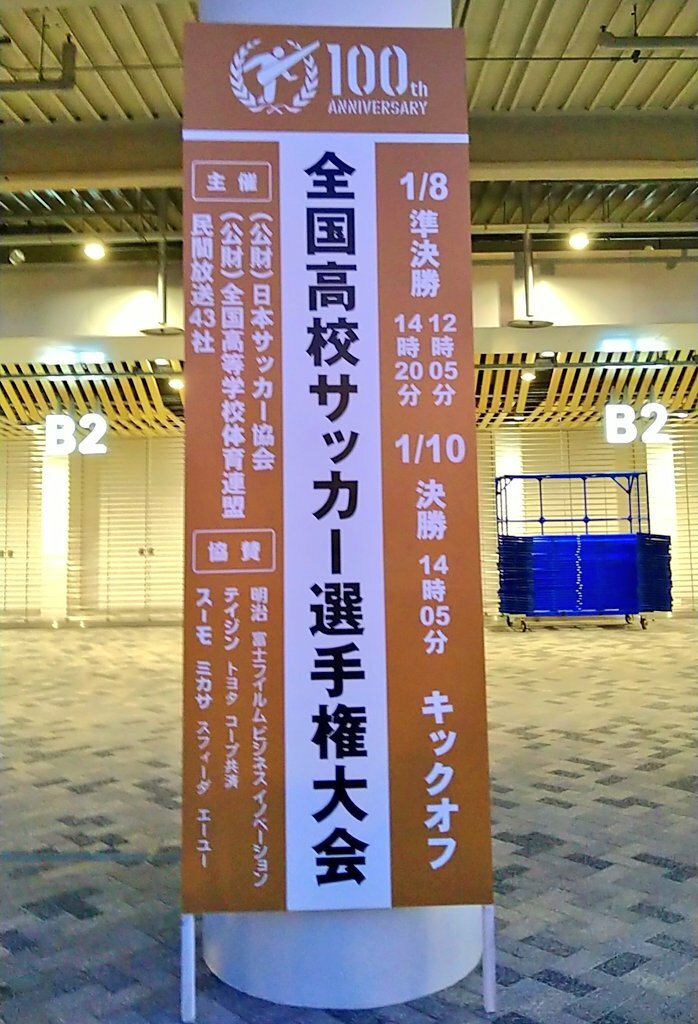 100th
ANNIVERSARY
全国高校サッカー選手権大会
1/8
準決勝
12時05分
14時20分
1/10
決勝
14時05分
キックオフ
主催
(公財)日本サッカー協会
(公財)全国高等学校体育連盟
民間放送43社
協賛
明治 富士フイルムビジネスイノベーション
テイジン トヨタ コープ共済
スーモ ミカサ スフィーダ エーユー
B2
B2